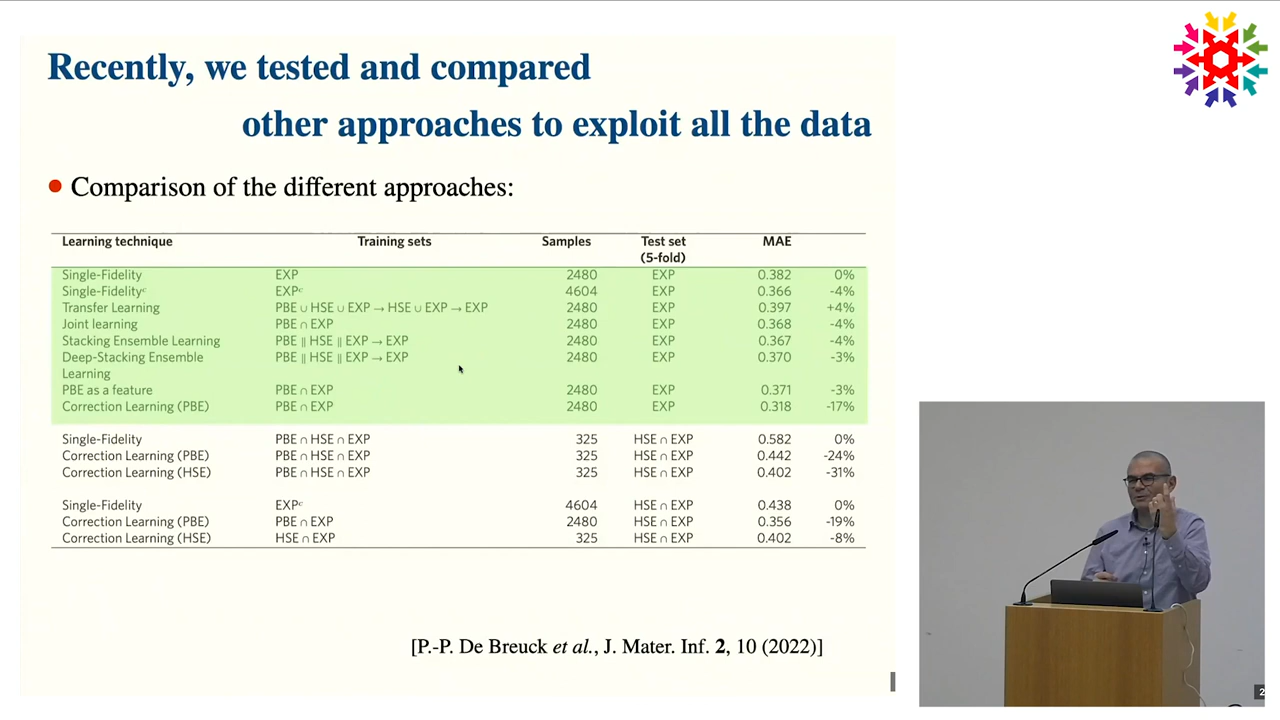 Recently, we tested and compared
other approaches to exploit all the data
Comparison of the different approaches:
Learning technique Training sets Samples Test set (5-fold) MAE
Single-Fidelity EXP 2480 EXP 0.382 0%
Single-Fidelityᶜ EXPᶜ 4604 EXP 0.366 -4%
Transfer Learning PBE ∪ HSE ∪ EXP → HSE ∪ EXP → EXP 2480 EXP 0.397 +4%
Joint learning PBE ∩ EXP 2480 EXP 0.368 -4%
Stacking Ensemble Learning PBE || HSE || EXP → EXP 2480 EXP 0.367 -4%
Deep-Stacking Ensemble Learning PBE || HSE || EXP → EXP 2480 EXP 0.370 -3%
PBE as a feature PBE ∩ EXP 2480 EXP 0.371 -3%
Correction Learning (PBE) PBE ∩ EXP 2480 EXP 0.318 -17%
Single-Fidelity PBE ∩ HSE ∩ EXP 325 HSE ∩ EXP 0.582 0%
Correction Learning (PBE) PBE ∩ HSE ∩ EXP 325 HSE ∩ EXP 0.442 -24%
Correction Learning (HSE) PBE ∩ HSE ∩ EXP 325 HSE ∩ EXP 0.402 -31%
Single-Fidelity EXPᶜ 4604 HSE ∩ EXP 0.438 0%
Correction Learning (PBE) PBE ∩ EXP 2480 HSE ∩ EXP 0.356 -19%
Correction Learning (HSE) HSE ∩ EXP 325 HSE ∩ EXP 0.402 -8%
[P.-P. De Breuck et al., J. Mater. Inf. 2, 10 (2022)]
2